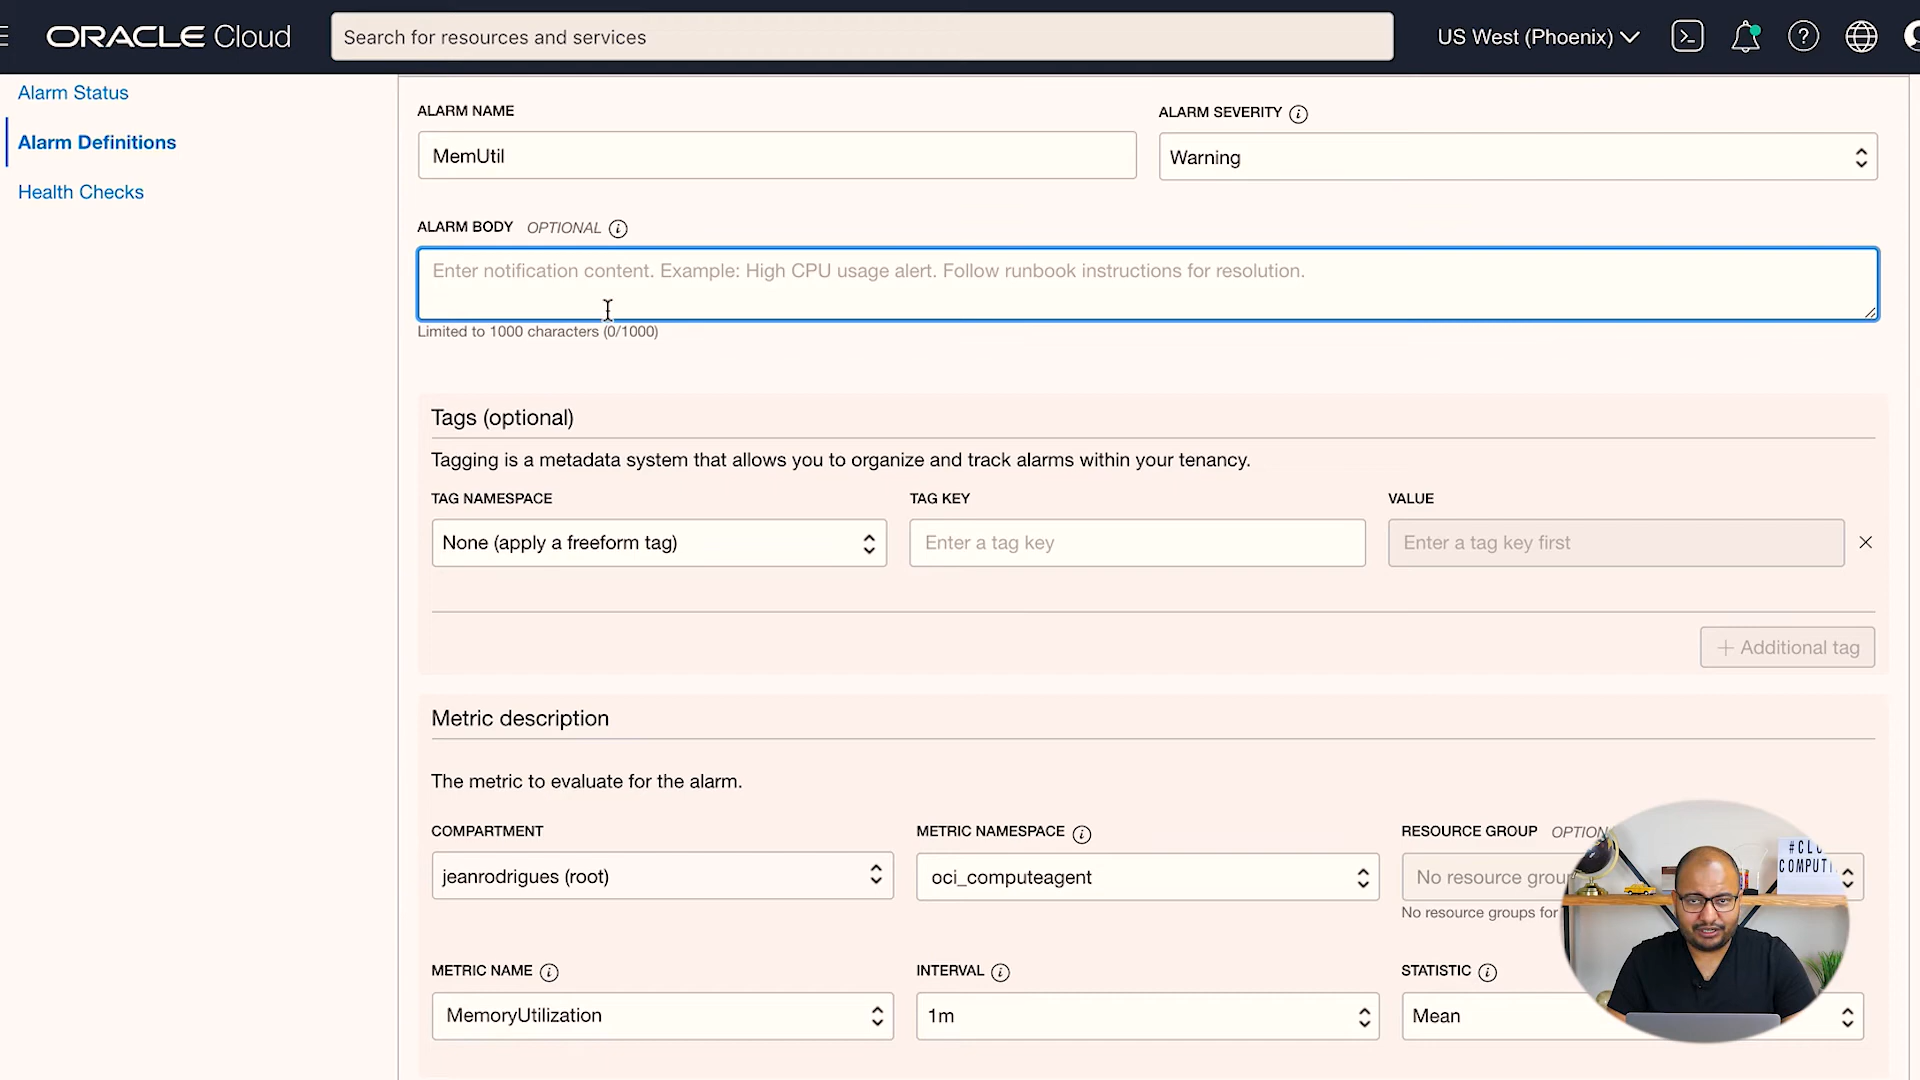 ORACLE Cloud
Search for resources and services
US West (Phoenix)
Alarm Status
Alarm Definitions
Health Checks
ALARM NAME
ALARM SEVERITY
MemUtil
Warning
ALARM BODY OPTIONAL
Enter notification content. Example: High CPU usage alert. Follow runbook instructions for resolution.
Limited to 1000 characters (0/1000)
Tags (optional)
Tagging is a metadata system that allows you to organize and track alarms within your tenancy.
TAG NAMESPACE
TAG KEY
VALUE
None (apply a freeform tag)
Enter a tag key
Enter a tag key first
+ Additional tag
Metric description
The metric to evaluate for the alarm.
COMPARTMENT
METRIC NAMESPACE
RESOURCE GROUP
jeanrodrigues (root)
oci_computeagent
No resource
No resource groups for
METRIC NAME
INTERVAL
STATISTIC
MemoryUtilization
1m
Mean